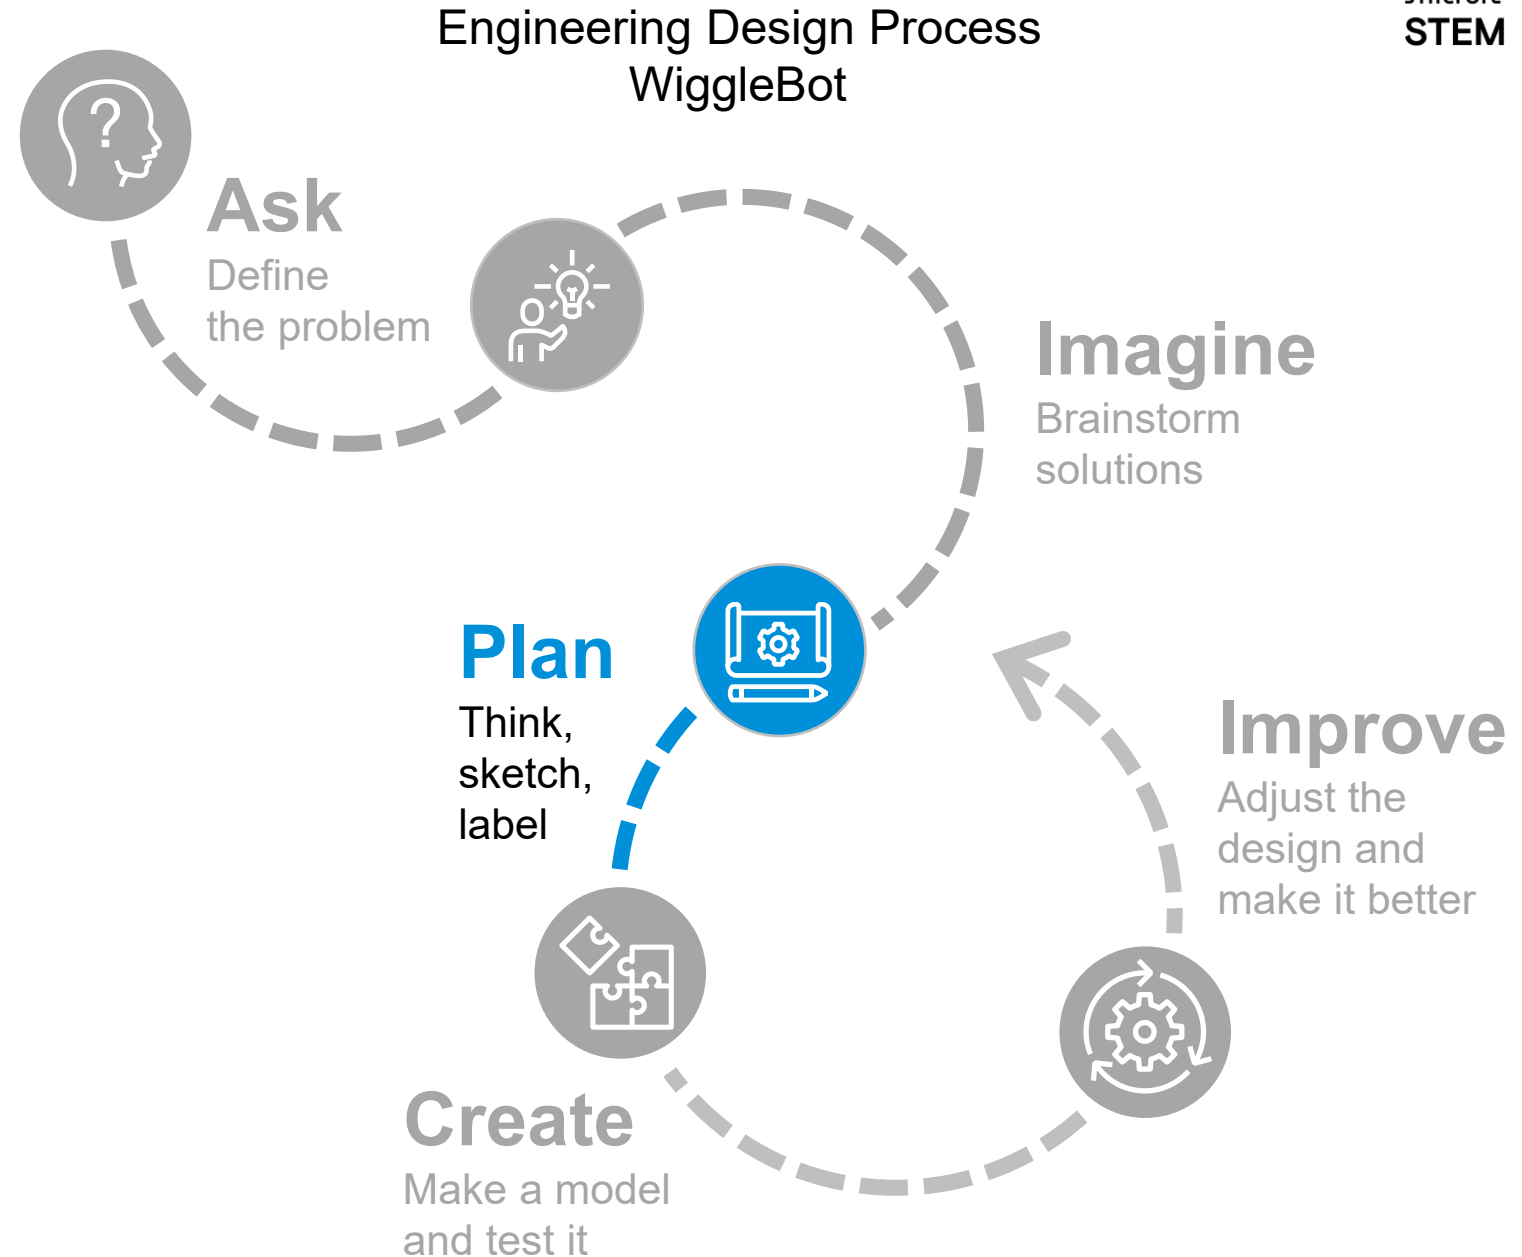 Engineering Design Process
WiggleBot
STEM
?
Ask
Define
the problem
Imagine
Brainstorm
solutions
Plan
Think,
sketch,
label
Improve
Adjust the
design and
make it better
Create
Make a model
and test it